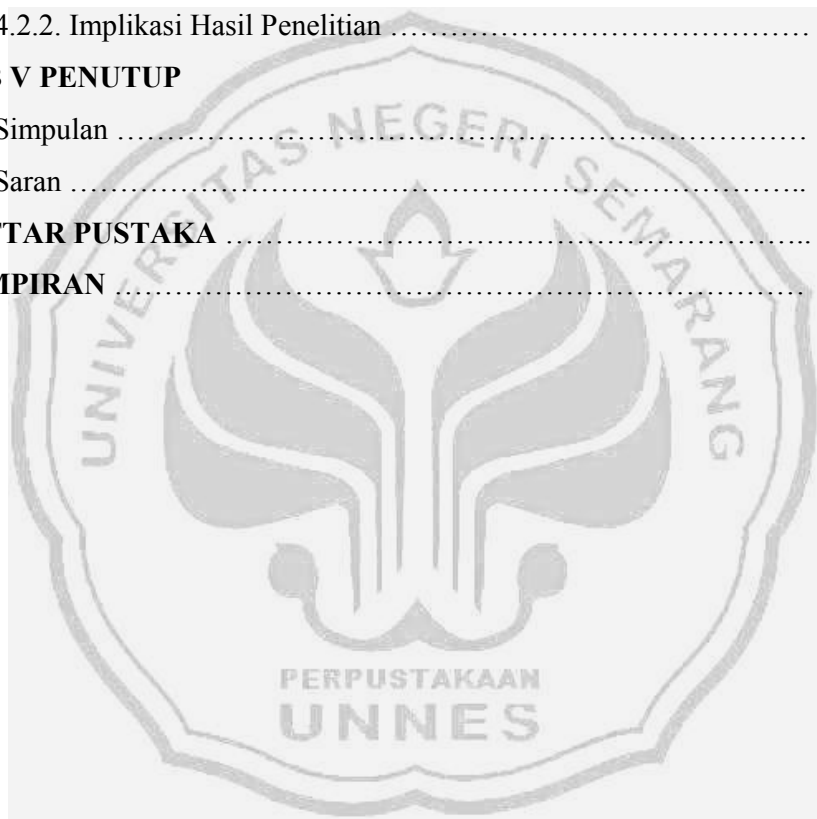 4.2.2. Implikasi Hasil Penelitian ……………………………………
V PENUTUP
Simpulan ……………………………………………………………
Saran ………………………………………………………………..
TAR PUSTAKA …………………………………………………..
MPIRAN ……………………………………………………………
UNIVERSITAS NEGERI SEMARANG
PERPUSTAKAAN
UNNES